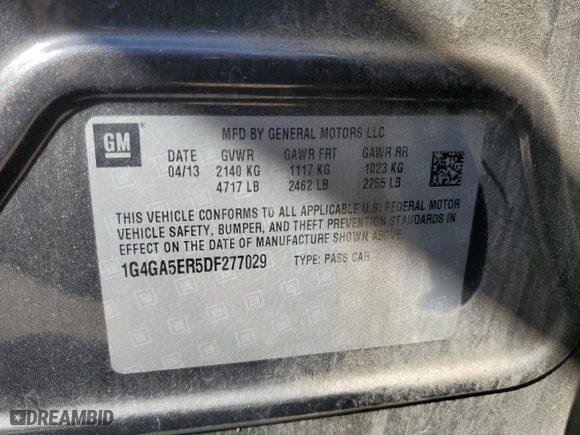 GM
MFD BY GENERAL MOTORS LLC
DATE GVWR GAWR FRT GAWR RR
04/13 2140 KG 1117 KG 1023 KG
4717 LB 2462 LB 2255 LB
THIS VEHICLE CONFORMS TO ALL APPLICABLE U.S. FEDERAL MOTOR
VEHICLE SAFETY, BUMPER, AND THEFT PREVENTION STANDARDS IN
EFFECT ON THE DATE OF MANUFACTURE SHOWN ABOVE.
1G4GA5ER5DF277029 TYPE: PASS CAR
DREAMBID